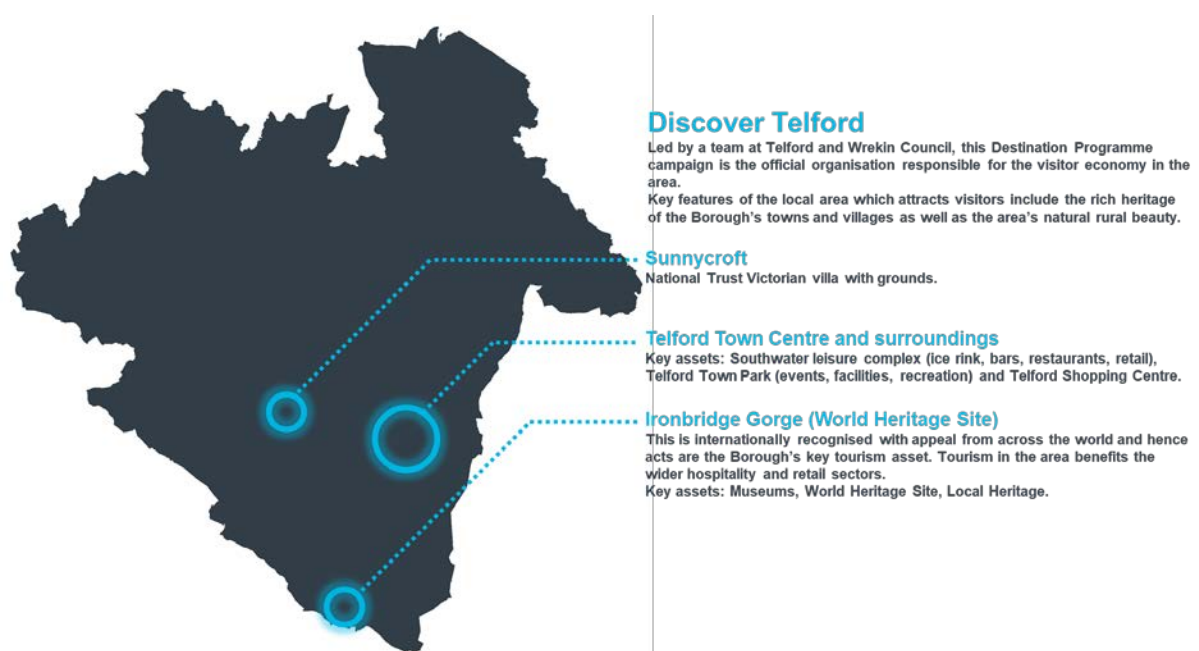 Discover Telford
Led by a team at Telford and Wrekin Council, this Destination Programme
campaign is the official organisation responsible for the visitor economy in the
area.
Key features of the local area which attracts visitors include the rich heritage
of the Borough's towns and villages as well as the area's natural rural beauty.
Sunnycroft
National Trust Victorian villa with grounds.
Telford Town Centre and surroundings
Key assets: Southwater leisure complex (ice rink, bars, restaurants, retail),
Telford Town Park (events, facilities, recreation) and Telford Shopping Centre.
Ironbridge Gorge (World Heritage Site)
This is internationally recognised with appeal from across the world and hence
acts are the Borough's key tourism asset. Tourism in the area benefits the
wider hospitality and retail sectors.
Key assets: Museums, World Heritage Site, Local Heritage.